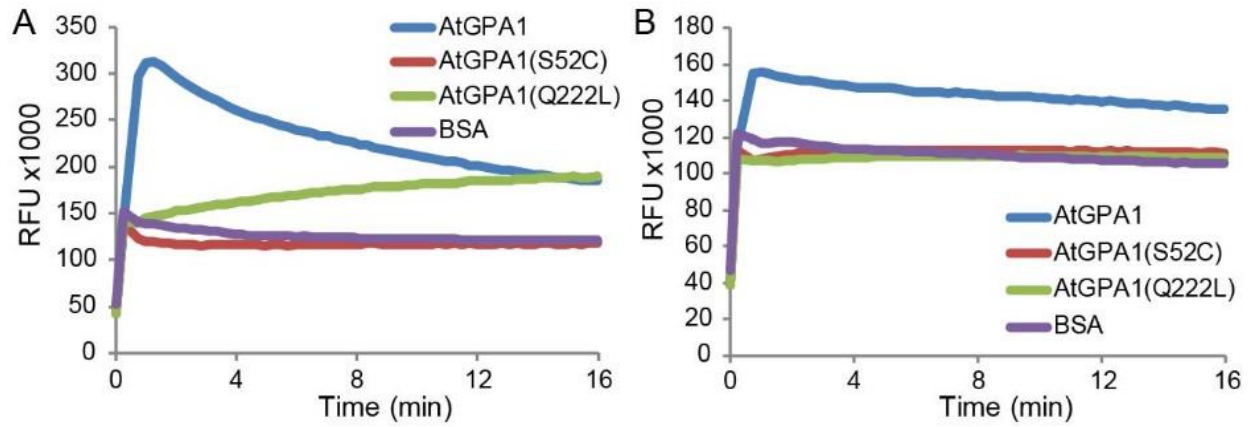 A
350
300
250
200
150
100
50
0
RFU x1000
0 4 8 12 16
Time (min)
AtGPA1
AtGPA1(S52C)
AtGPA1(Q222L)
BSA
B
180
160
140
120
100
80
60
40
20
0
RFU x1000
0 4 8 12 16
Time (min)
AtGPA1
AtGPA1(S52C)
AtGPA1(Q222L)
BSA